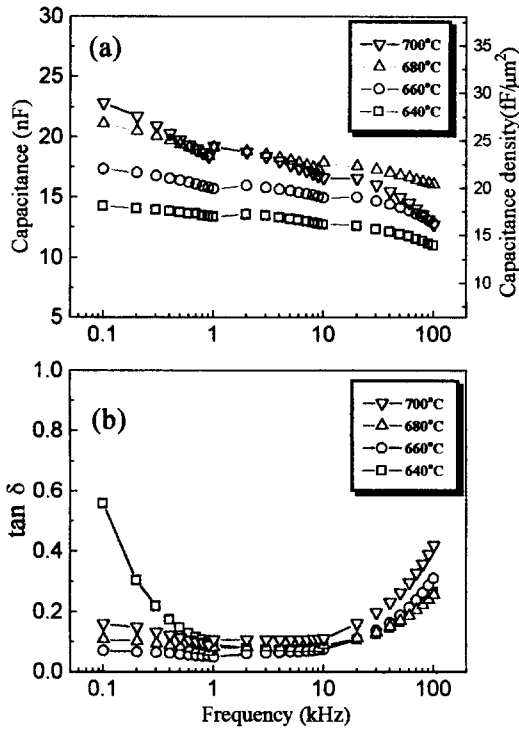 (a)
700°C
680°C
660°C
640°C
Capacitance (nF)
30
25
20
15
10
5
Capacitance density(fF/μm²)
35
30
25
20
15
10
0.1
1
10
100
(b)
700°C
680°C
660°C
640°C
tan δ
1.0
0.8
0.6
0.4
0.2
0.0
0.1
1
10
100
Frequency (kHz)